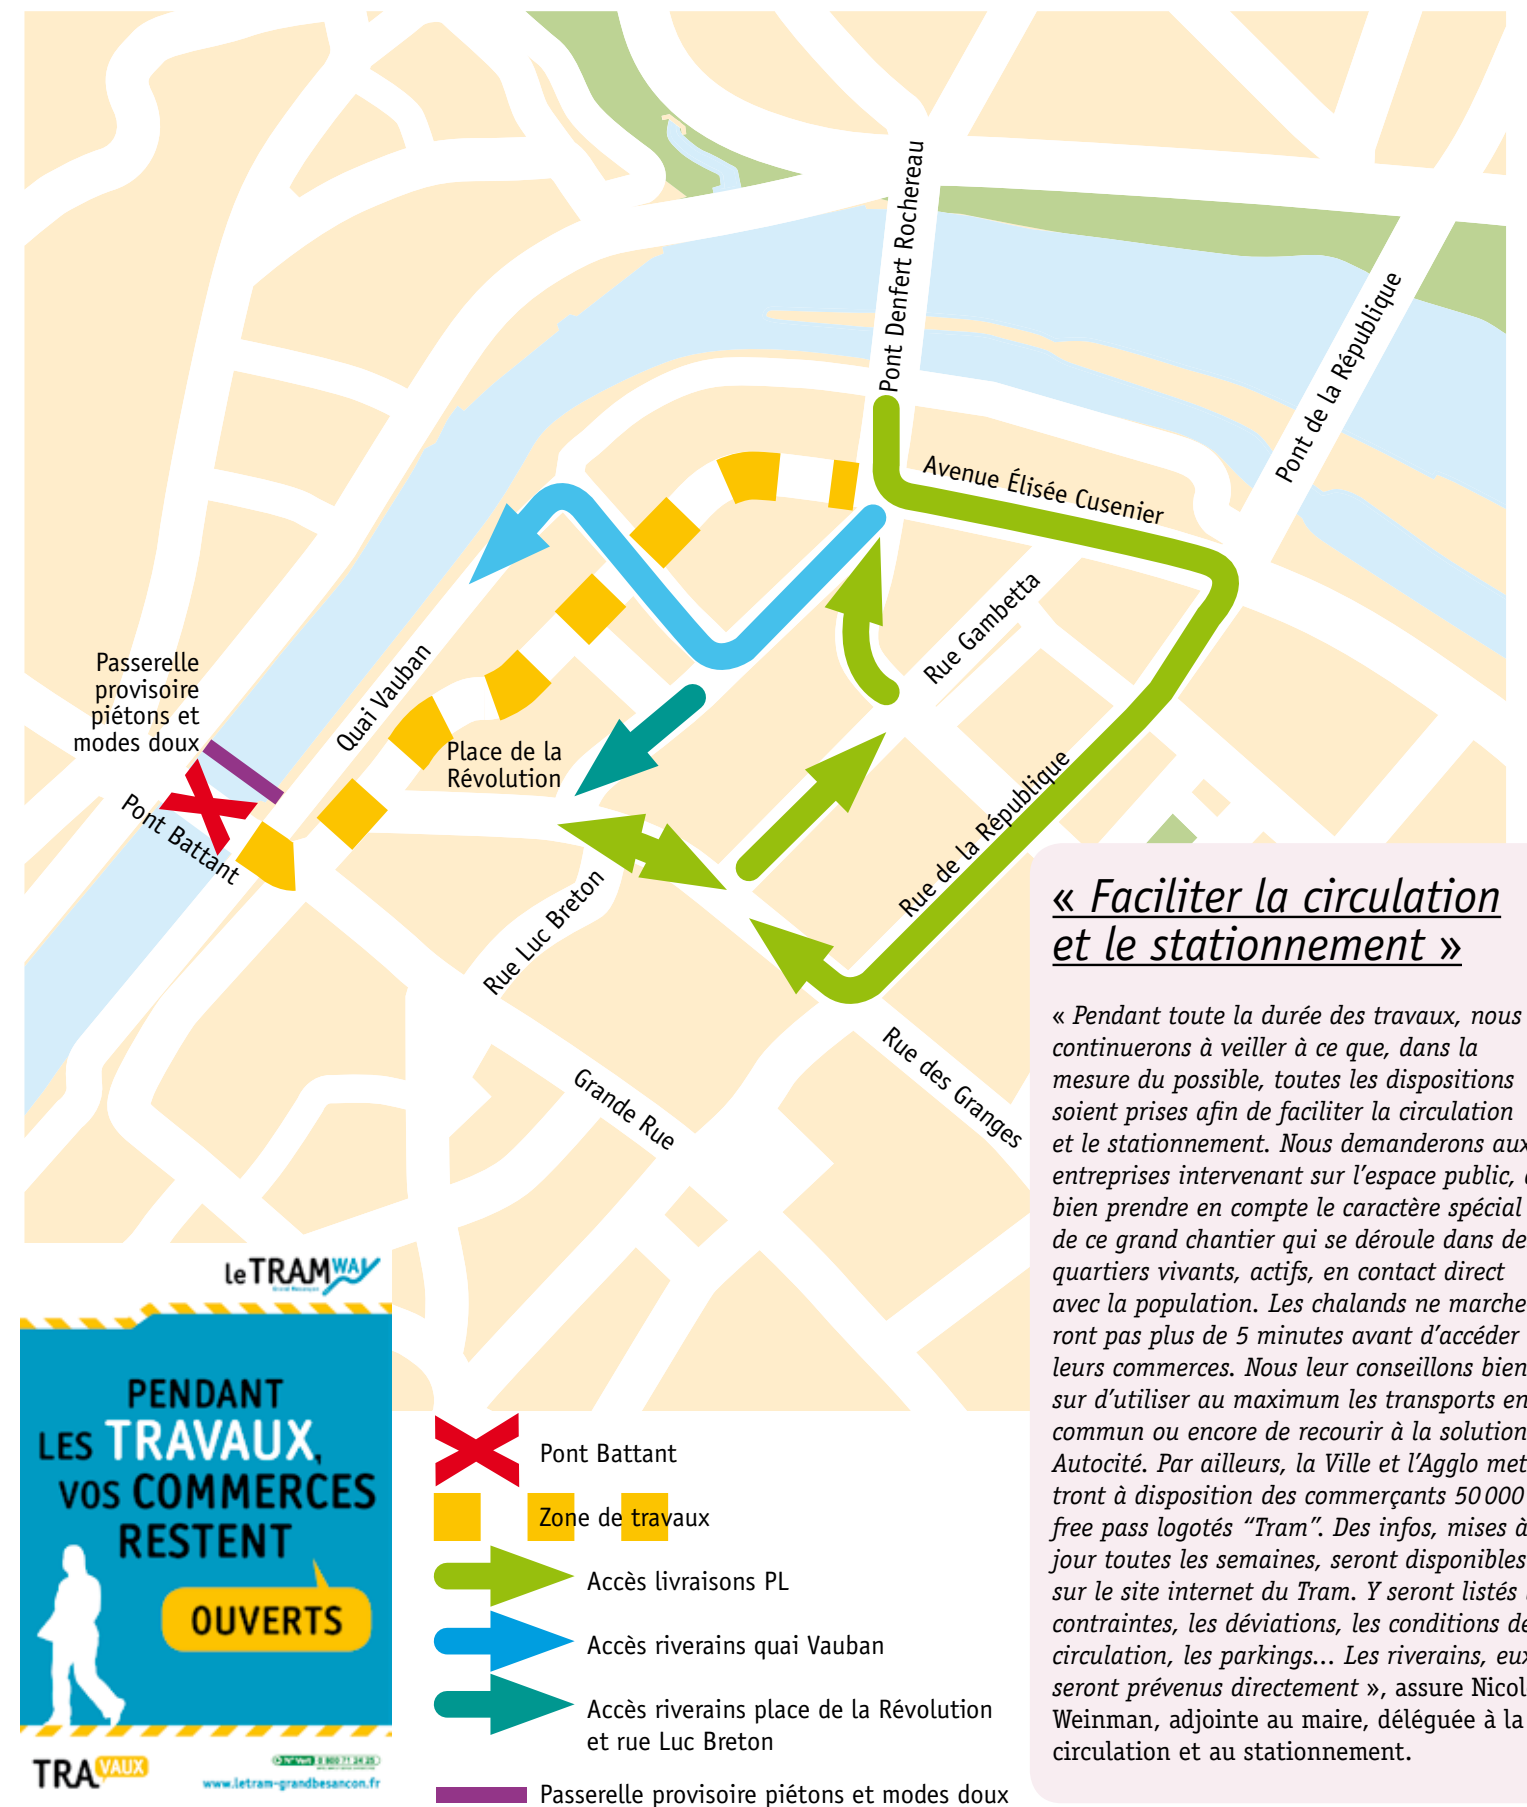 Pont Denfert Rochereau
Pont de la République
Avenue Élisée Cusenier
Rue Gambetta
Passerelle
provisoire
piétons et
modes doux
Quai Vauban
Place de la
Révolution
Pont Battant
Rue de la République
Rue Luc Breton
Rue des Granges
Grande Rue
« Faciliter la circulation
et le stationnement »
« Pendant toute la durée des travaux, nous
continuerons à veiller à ce que, dans la
mesure du possible, toutes les dispositions
soient prises afin de faciliter la circulation
et le stationnement. Nous demanderons aux
entreprises intervenant sur l’espace public,
bien prendre en compte le caractère spécial
de ce grand chantier qui se déroule dans de
quartiers vivants, actifs, en contact direct
avec la population. Les chalands ne marche
ront pas plus de 5 minutes avant d’accéder
leurs commerces. Nous leur conseillons bien
sur d’utiliser au maximum les transports en
commun ou encore de recourir à la solution
Autocité. Par ailleurs, la Ville et l’Agglo met
tront à disposition des commerçants 50 000
free pass logotés “Tram”. Des infos, mises à
jour toutes les semaines, seront disponibles
sur le site internet du Tram. Y seront listés
contraintes, les déviations, les conditions de
circulation, les parkings... Les riverains, eux
seront prévenus directement », assure Nicol
Weinman, adjointe au maire, déléguée à la
circulation et au stationnement.
le TRAMWAY
Grand Besançon
PENDANT
LES TRAVAUX,
VOS COMMERCES
RESTENT
OUVERTS
TRAVAUX
N° Vert 0 800 71 24 25
www.letram-grandbesancon.fr
Pont Battant
Zone de travaux
Accès livraisons PL
Accès riverains quai Vauban
Accès riverains place de la Révolution
et rue Luc Breton
Passerelle provisoire piétons et modes doux